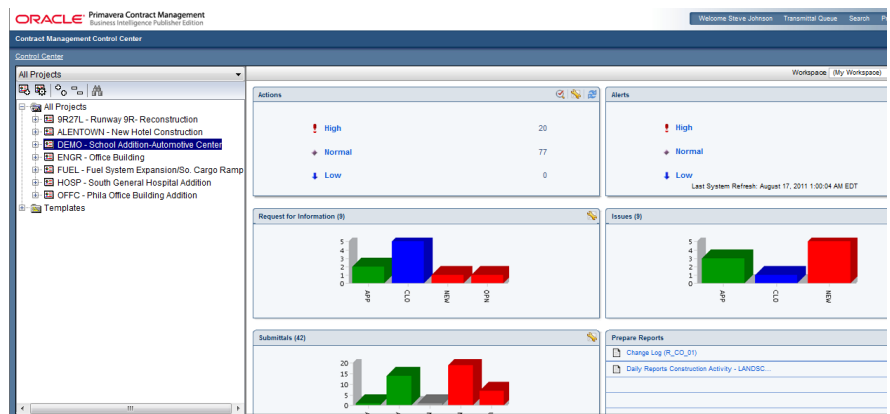 ORACLE Primavera Contract Management
Business Intelligence Publisher Edition
Welcome Steve Johnson Transmittal Queue Search
Contract Management Control Center
Control Center
All Projects
Workspace (My Workspace)
All Projects
9R27L - Runway 9R- Reconstruction
ALENTOWN - New Hotel Construction
DEMO - School Addition-Automotive Center
ENGR - Office Building
FUEL - Fuel System Expansion/So. Cargo Ramp
HOSP - South General Hospital Addition
OFFC - Phila Office Building Addition
Templates
Actions
High 20
Normal 77
Low 0
Alerts
High
Normal
Low
Last System Refresh: August 17, 2011 1:00:04 AM EDT
Request for Information (9)
5
4
3
2
1
0
APP CLO NEW OPN
Issues (9)
5
4
3
2
1
0
APP CLO NEW
Submittals (42)
20
15
10
5
0
Prepare Reports
Change Log (R_CO_01)
Daily Reports Construction Activity - LANDSC...